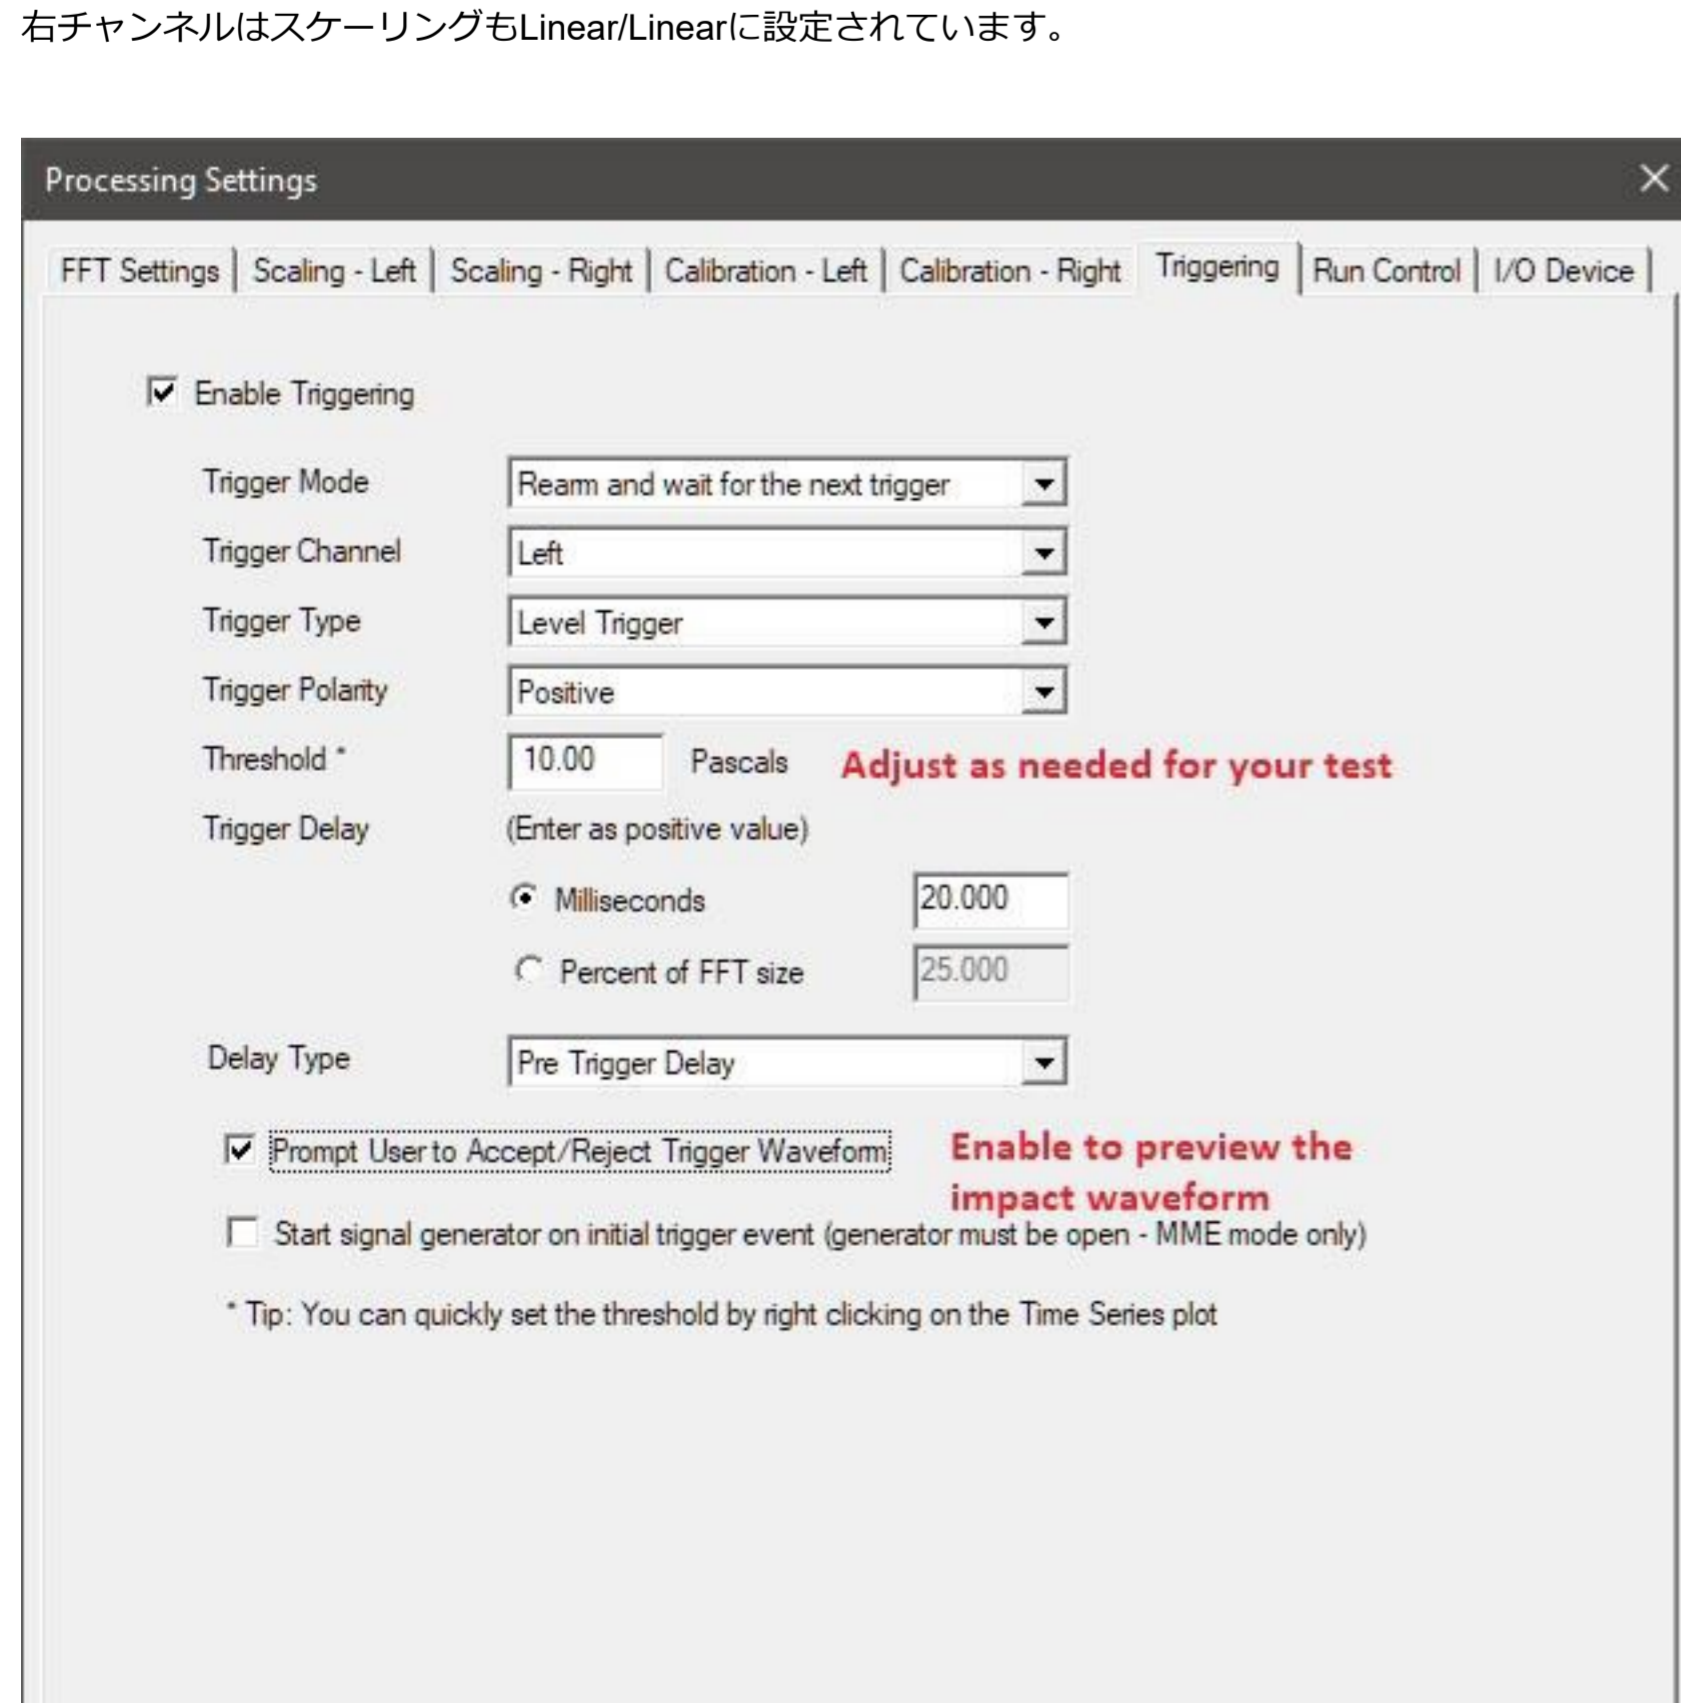 右チャンネルはスケーリングもLinear/Linearに設定されています。
Processing Settings
FFT Settings Scaling - Left Scaling - Right Calibration - Left Calibration - Right Triggering Run Control I/O Device
Enable Triggering
Trigger Mode Rearm and wait for the next trigger
Trigger Channel Left
Trigger Type Level Trigger
Trigger Polarity Positive
Threshold * 10.00 Pascals Adjust as needed for your test
Trigger Delay (Enter as positive value)
Milliseconds 20.000
Percent of FFT size 25.000
Delay Type Pre Trigger Delay
Prompt User to Accept/Reject Trigger Waveform Enable to preview the
impact waveform
Start signal generator on initial trigger event (generator must be open - MME mode only)
* Tip: You can quickly set the threshold by right clicking on the Time Series plot